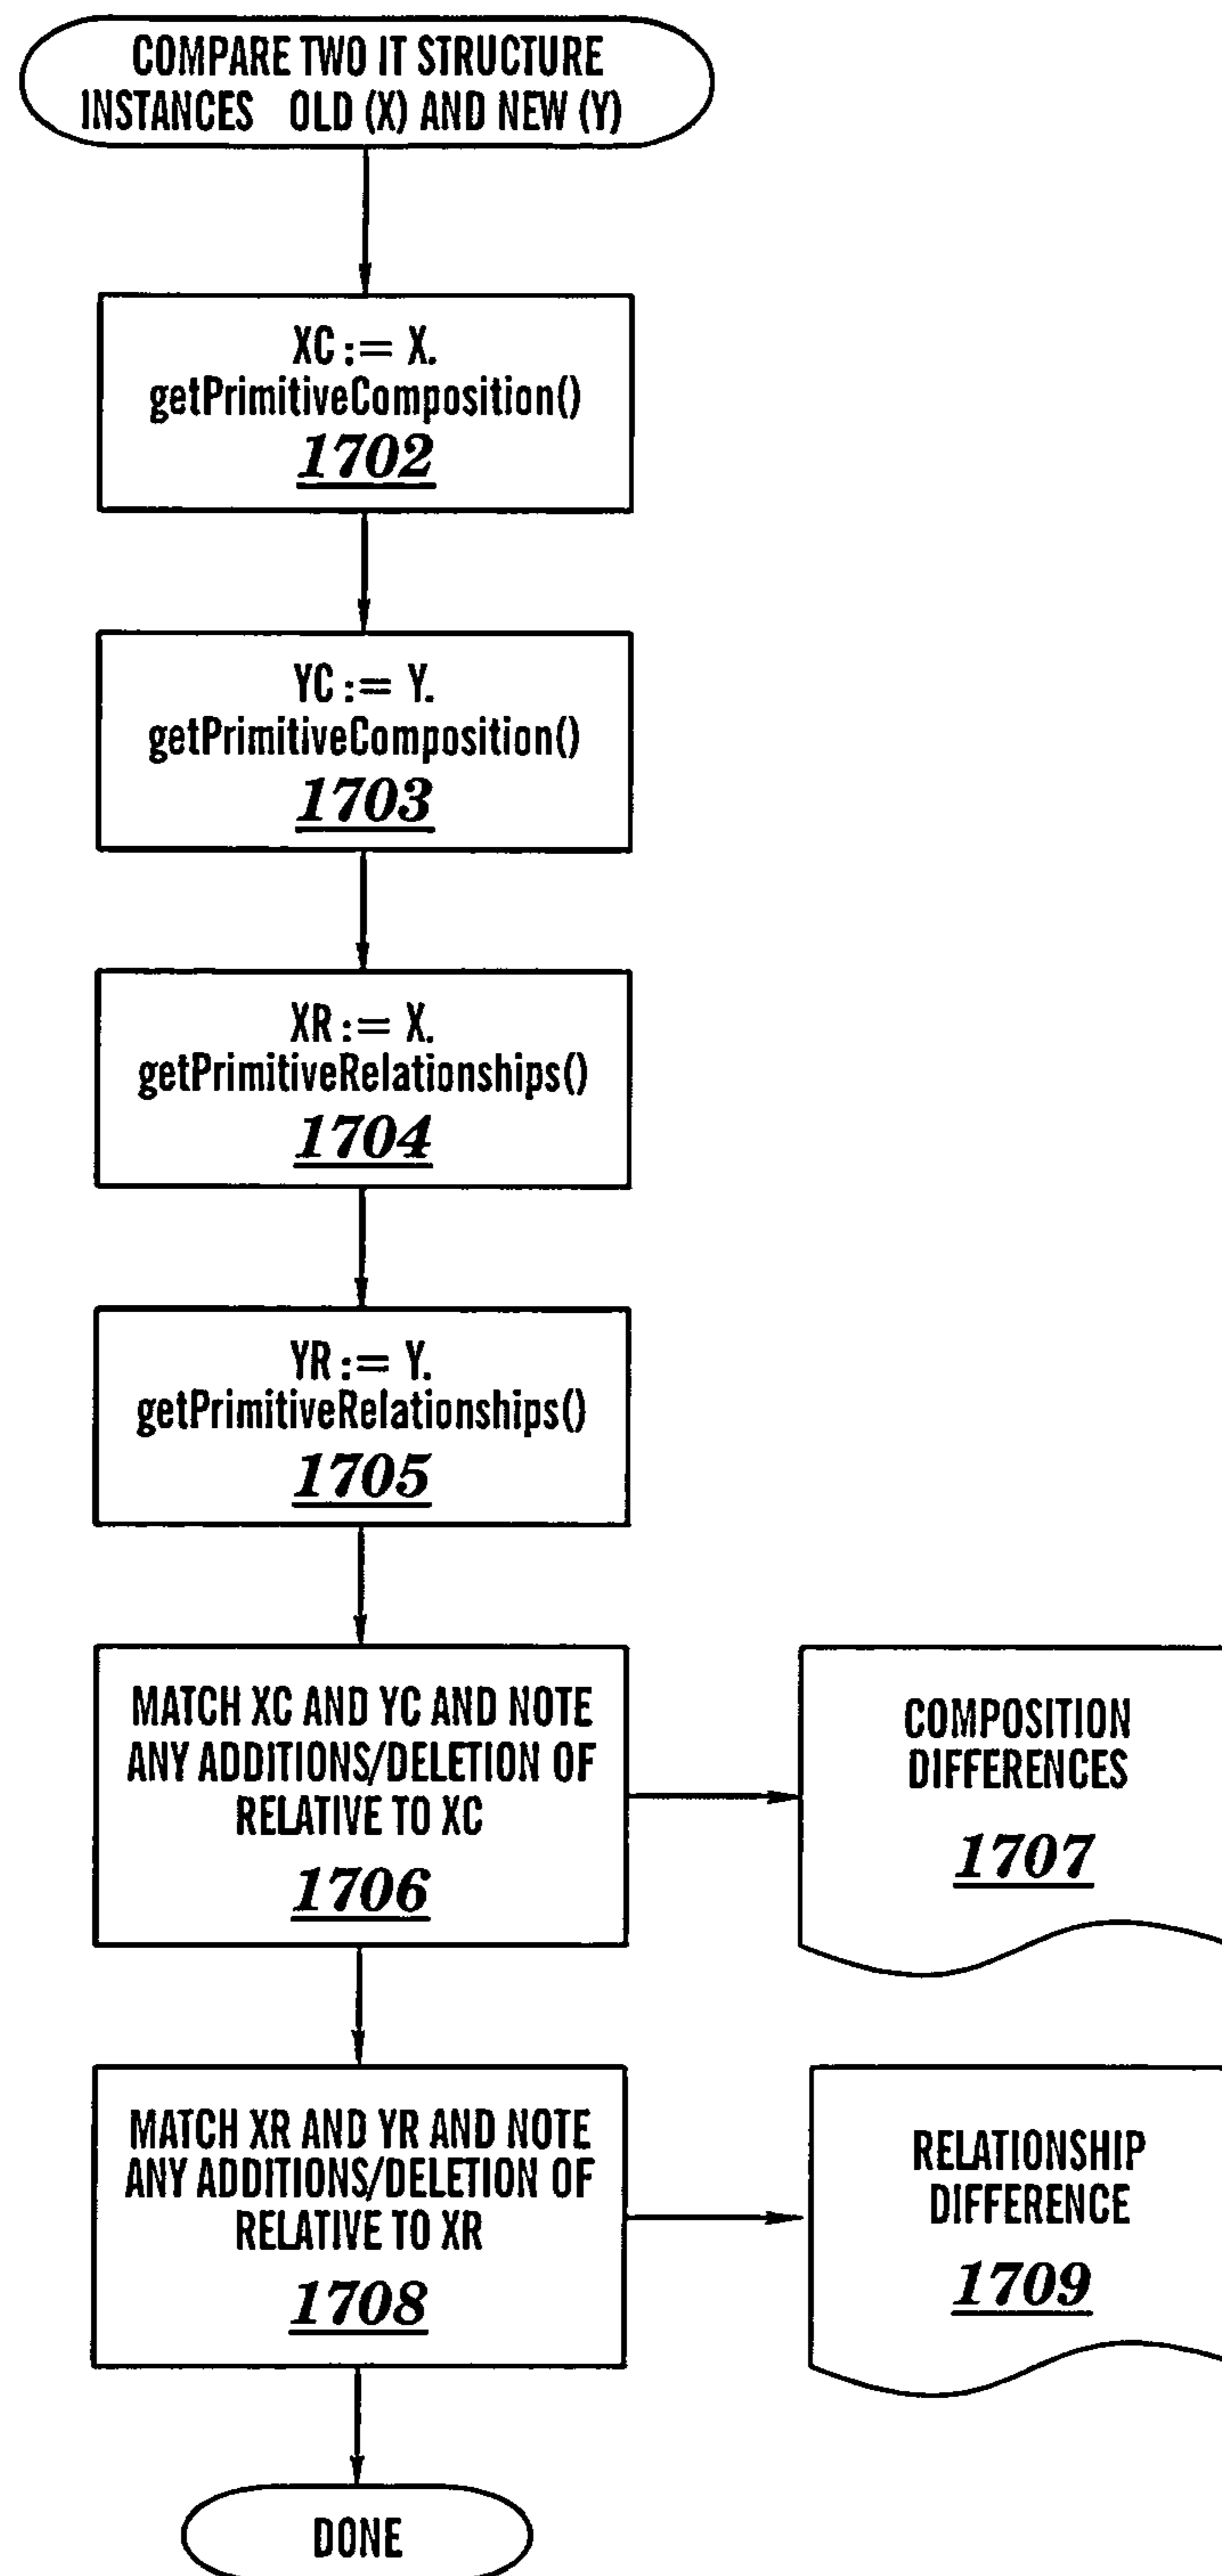 COMPARE TWO IT STRUCTURE
INSTANCES OLD (X) AND NEW (Y)
XC := X.
getPrimitiveComposition()
1702
YC := Y.
getPrimitiveComposition()
1703
XR := X.
getPrimitiveRelationships()
1704
YR := Y.
getPrimitiveRelationships()
1705
MATCH XC AND YC AND NOTE
ANY ADDITIONS/DELETION OF
RELATIVE TO XC
1706
COMPOSITION
DIFFERENCES
1707
MATCH XR AND YR AND NOTE
ANY ADDITIONS/DELETION OF
RELATIVE TO XR
1708
RELATIONSHIP
DIFFERENCE
1709
DONE